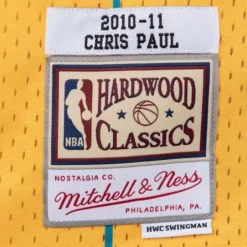 2010-11
CHRIS PAUL
HARDWOOD
NBA
CLASSICS
NOSTALGIA CO.
Mitchell & Ness
PHILADELPHIA, PA.
HWC SWINGMAN